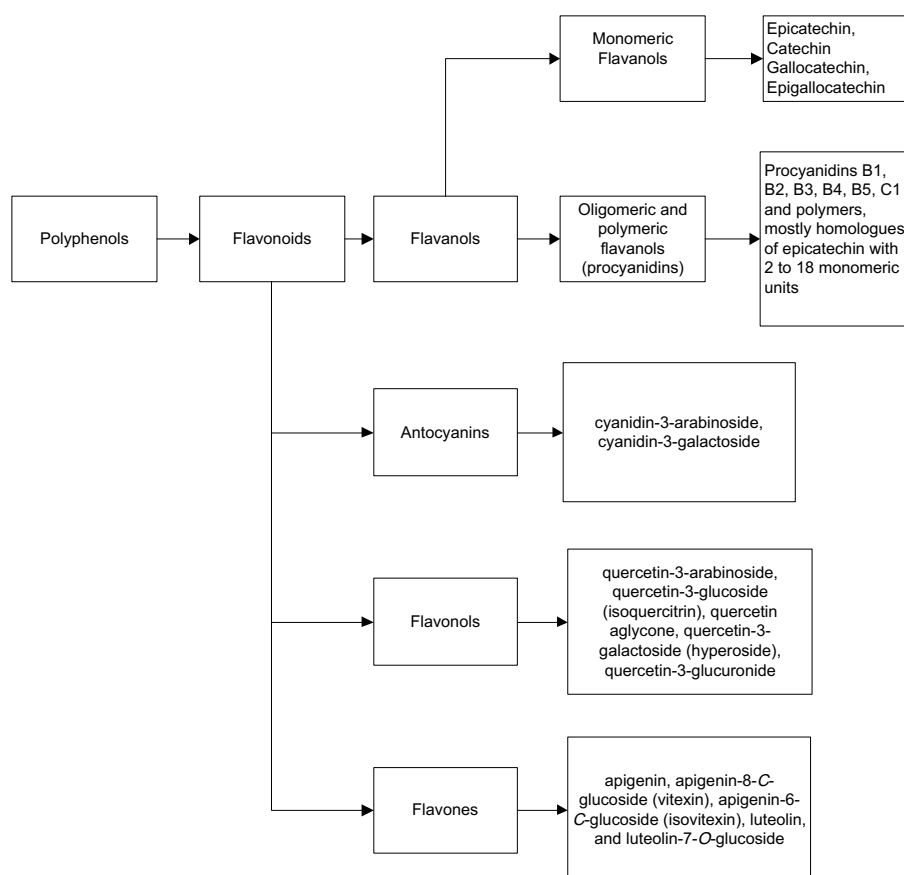 Monomeric
Flavanols
Epicatechin,
Catechin
Gallocatechin,
Epigallocatechin
Polyphenols
Flavonoids
Flavanols
Oligomeric and
polymeric
flavanols
(procyanidins)
Procyanidins B1,
B2, B3, B4, B5, C1
and polymers,
mostly homologues
of epicatechin with
2 to 18 monomeric
units
Antocyanins
cyanidin-3-arabinoside,
cyanidin-3-galactoside
Flavonols
quercetin-3-arabinoside,
quercetin-3-glucoside
(isoquercitrin), quercetin
aglycone, quercetin-3-
galactoside (hyperoside),
quercetin-3-glucuronide
Flavones
apigenin, apigenin-8-C-
glucoside (vitexin), apigenin-6-
C-glucoside (isovitexin), luteolin,
and luteolin-7-O-glucoside